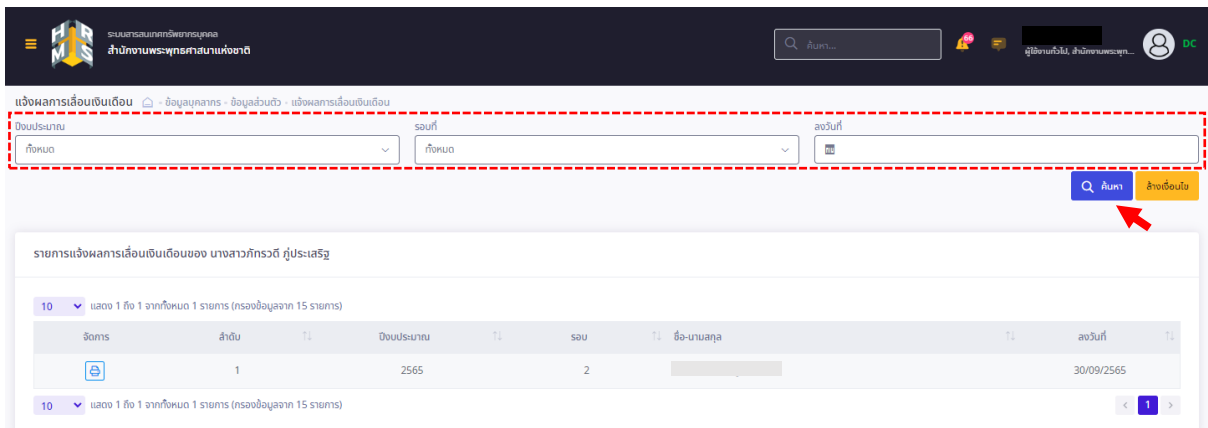 HR
MS
ระบบสารสนเทศทรัพยากรบุคคล
สำนักงานพระพุทธศาสนาแห่งชาติ
ค้นหา...
66
ผู้ใช้งานทั่วไป, สำนักงานพระพุท...
DC
แจ้งผลการเลื่อนเงินเดือน - ข้อมูลบุคลากร - ข้อมูลส่วนตัว - แจ้งผลการเลื่อนเงินเดือน
ปีงบประมาณ รอบที่ ลงวันที่
ทั้งหมด ทั้งหมด
ค้นหา ล้างเงื่อนไข
รายการแจ้งผลการเลื่อนเงินเดือนของ นางสาวภัทรวดี ภู่ประเสริฐ
10 แสดง 1 ถึง 1 จากทั้งหมด 1 รายการ (กรองข้อมูลจาก 15 รายการ)
จัดการ ลำดับ ปีงบประมาณ รอบ ชื่อ-นามสกุล ลงวันที่
1 2565 2 30/09/2565
10 แสดง 1 ถึง 1 จากทั้งหมด 1 รายการ (กรองข้อมูลจาก 15 รายการ) < 1 >